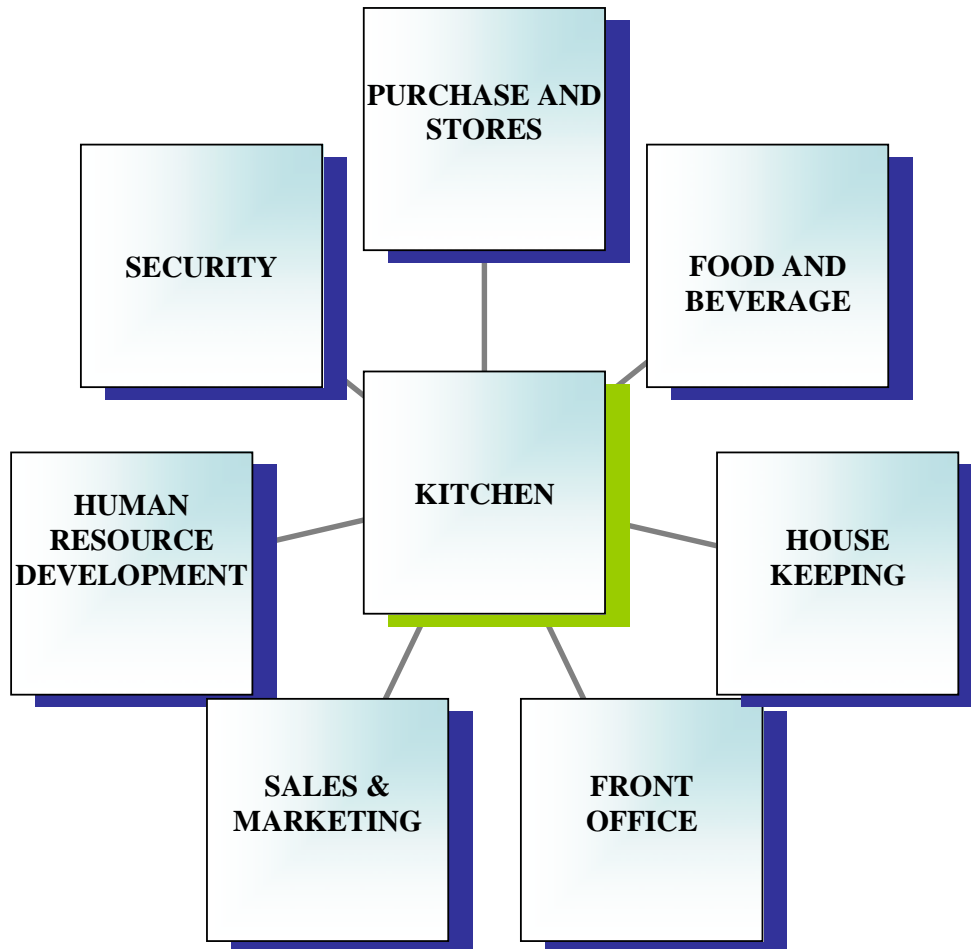 PURCHASE AND
STORES
SECURITY
FOOD AND
BEVERAGE
KITCHEN
HUMAN
RESOURCE
DEVELOPMENT
HOUSE
KEEPING
SALES &
MARKETING
FRONT
OFFICE